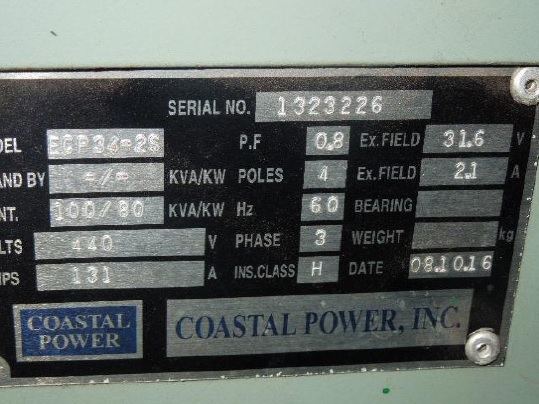 SERIAL NO. 1323226
DEL ECP34-2S P.F 0.8 Ex.FIELD 31.6 V
AND BY -/- KVA/KW POLES 4 Ex.FIELD 2.1 A
NT. 100/80 KVA/KW Hz 60 BEARING
LTS 440 V PHASE 3 WEIGHT kg
IPS 131 A INS.CLASS H DATE 08.10.16
COASTAL POWER COASTAL POWER, INC.